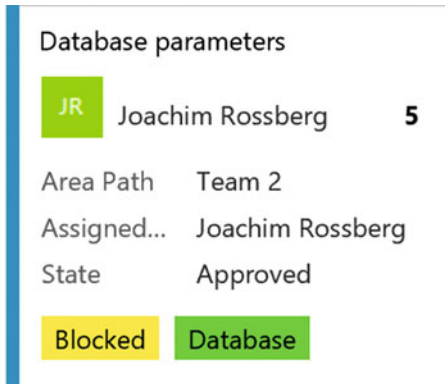 Database parameters
JR Joachim Rossberg 5
Area Path Team 2
Assigned... Joachim Rossberg
State Approved
Blocked Database